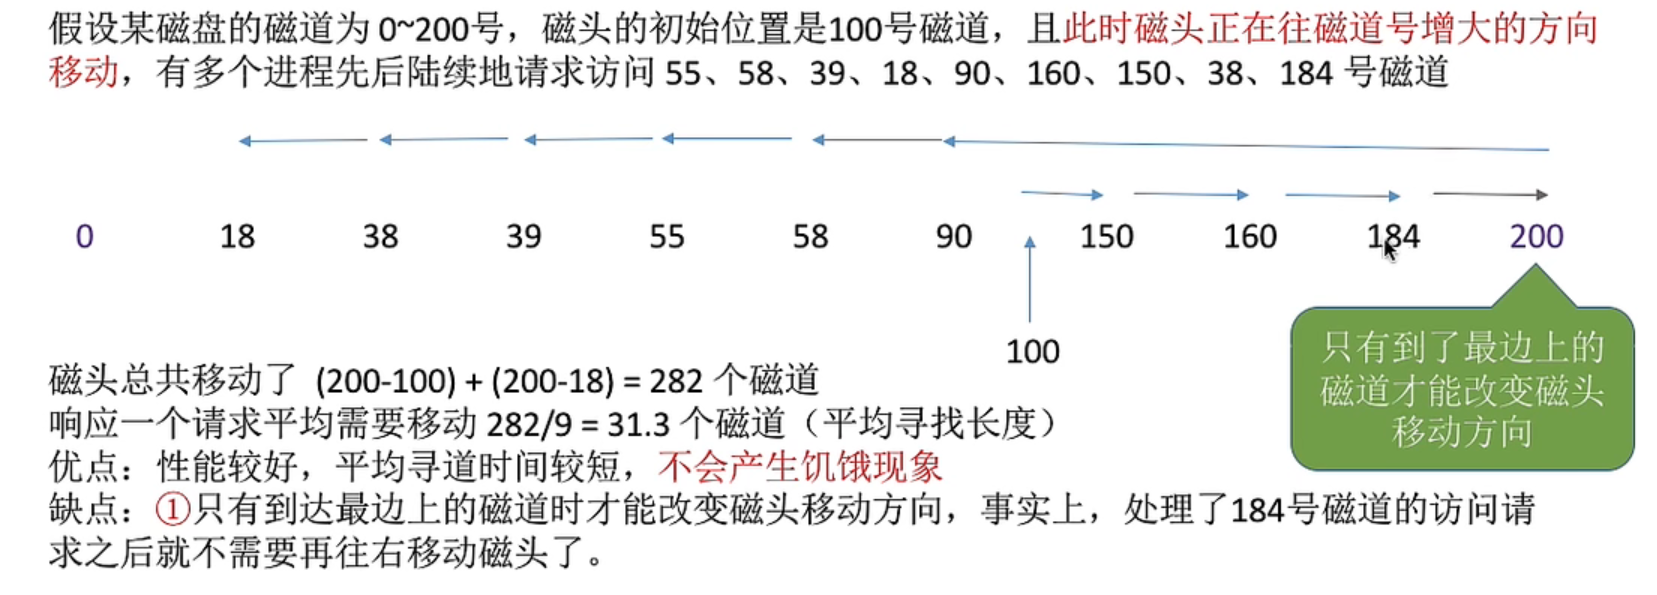 假设某磁盘的磁道为 0~200号，磁头的初始位置是100号磁道，且此时磁头正在往磁道号增大的方向
移动，有多个进程先后陆续地请求访问 55、58、39、18、90、160、150、38、184 号磁道
0 18 38 39 55 58 90 150 160 184 200
100
只有到了最边上的
磁道才能改变磁头
移动方向
磁头总共移动了 (200-100) + (200-18) = 282 个磁道
响应一个请求平均需要移动 282/9 = 31.3 个磁道（平均寻找长度）
优点：性能较好，平均寻道时间较短，不会产生饥饿现象
缺点：①只有到达最边上的磁道时才能改变磁头移动方向，事实上，处理了184号磁道的访问请
求之后就不需要再往右移动磁头了。